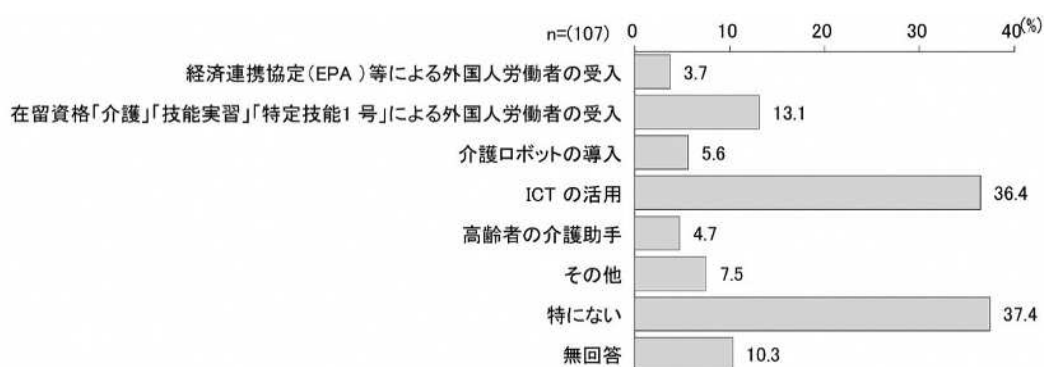 n=(107) 0 10 20 30 40(%)
経済連携協定(EPA )等による外国人労働者の受入 3.7
在留資格「介護」「技能実習」「特定技能1 号」による外国人労働者の受入 13.1
介護ロボットの導入 5.6
ICT の活用 36.4
高齢者の介護助手 4.7
その他 7.5
特にない 37.4
無回答 10.3